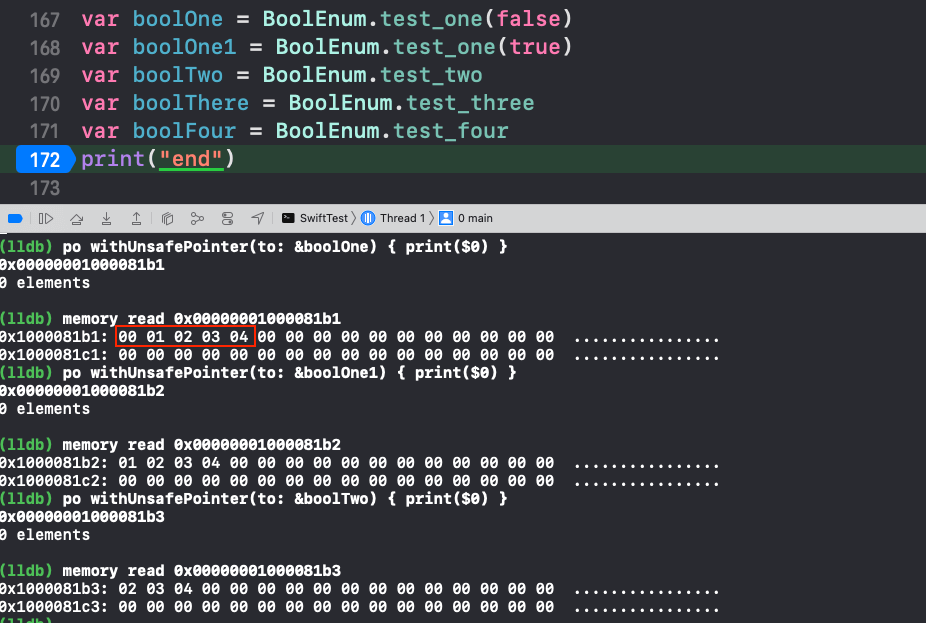 167 var boolOne = BoolEnum.test_one(false)
168 var boolOne1 = BoolEnum.test_one(true)
169 var boolTwo = BoolEnum.test_two
170 var boolThere = BoolEnum.test_three
171 var boolFour = BoolEnum.test_four
172 print("end")
173
SwiftTest Thread 1 0 main
(lldb) po withUnsafePointer(to: &boolOne) { print($0) }
0x00000001000081b1
0 elements
(lldb) memory read 0x00000001000081b1
0x1000081b1: 00 01 02 03 04 00 00 00 00 00 00 00 00 00 00 00 ................
0x1000081c1: 00 00 00 00 00 00 00 00 00 00 00 00 00 00 00 00 ................
(lldb) po withUnsafePointer(to: &boolOne1) { print($0) }
0x00000001000081b2
0 elements
(lldb) memory read 0x00000001000081b2
0x1000081b2: 01 02 03 04 00 00 00 00 00 00 00 00 00 00 00 00 ................
0x1000081c2: 00 00 00 00 00 00 00 00 00 00 00 00 00 00 00 00 ................
(lldb) po withUnsafePointer(to: &boolTwo) { print($0) }
0x00000001000081b3
0 elements
(lldb) memory read 0x00000001000081b3
0x1000081b3: 02 03 04 00 00 00 00 00 00 00 00 00 00 00 00 00 ................
0x1000081c3: 00 00 00 00 00 00 00 00 00 00 00 00 00 00 00 00 ................
(lldb)